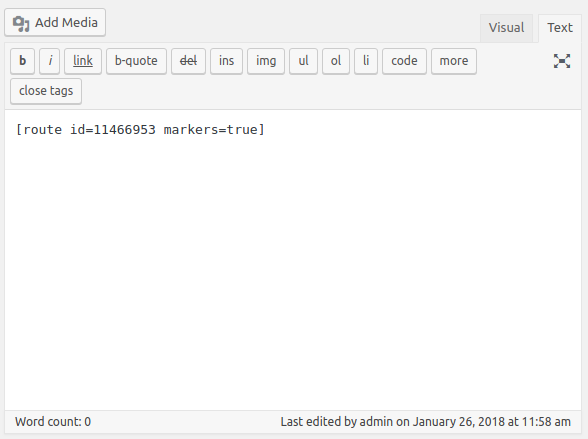 Add Media
Visual Text
b i link b-quote del ins img ul ol li code more
close tags
[route id=11466953 markers=true]
Word count: 0 Last edited by admin on January 26, 2018 at 11:58 am